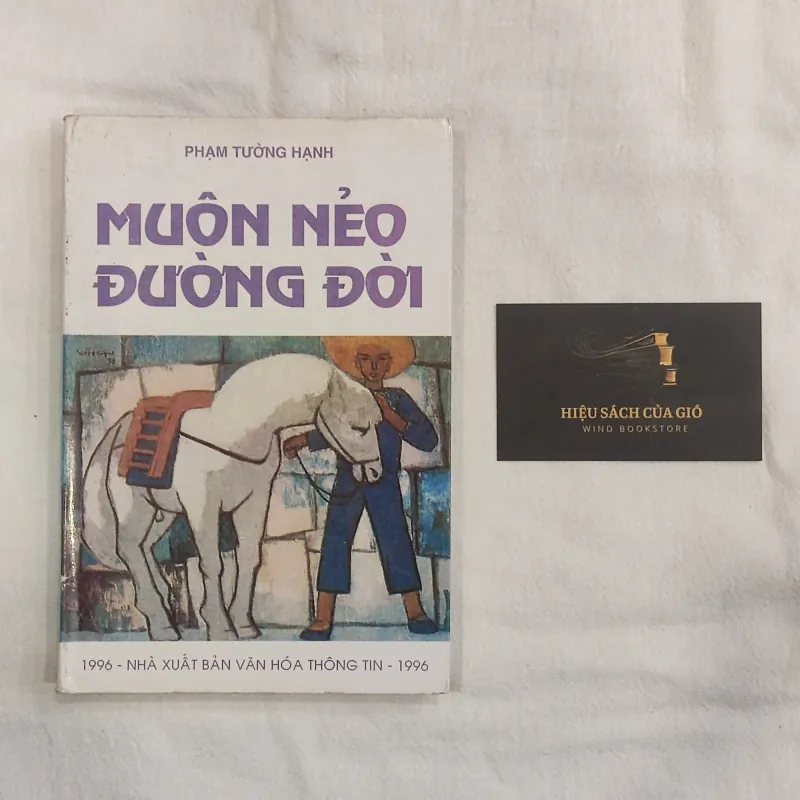 PHẠM TƯỜNG HẠNH
MUÔN NẺO
ĐƯỜNG ĐỜI
1996 - NHÀ XUẤT BẢN VĂN HÓA THÔNG TIN - 1996
HIỆU SÁCH CỦA GIÓ
WIND BOOKSTORE